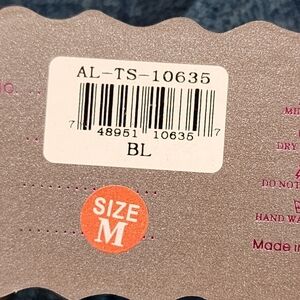 AL-TS-10635
7 48951 10635 7
BL
SIZE
M
DRY
DO NOT
HAND WA
Made in